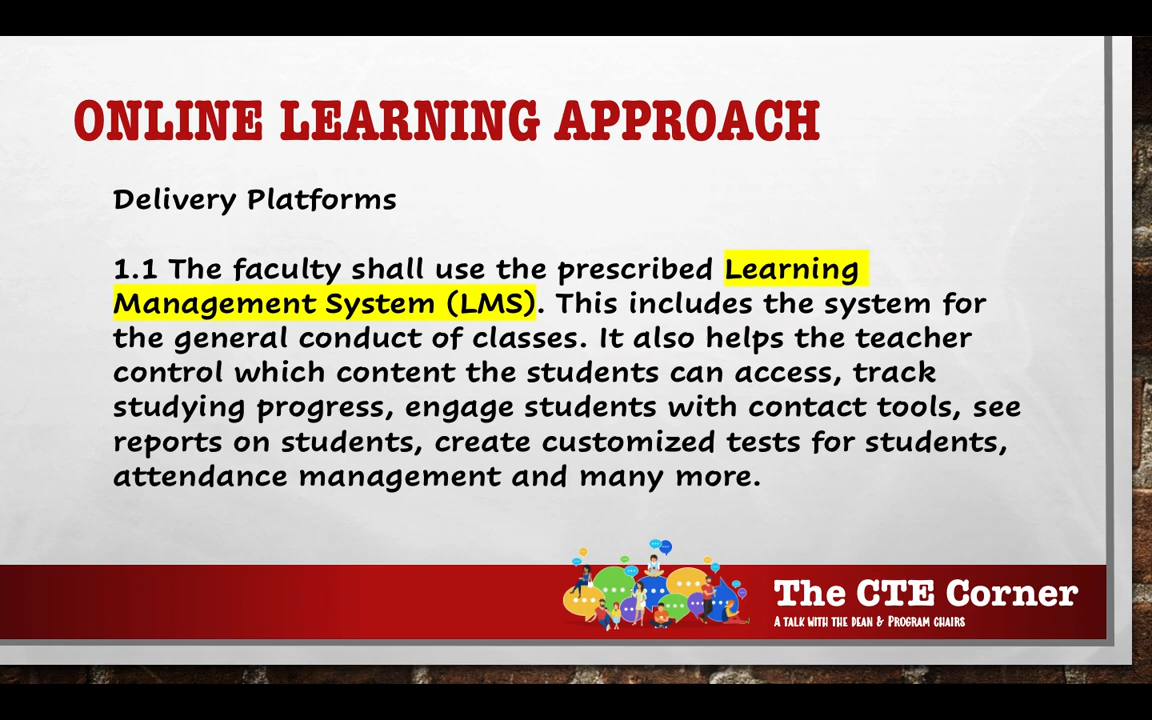 ONLINE LEARNING APPROACH
Delivery Platforms
1.1 The faculty shall use the prescribed Learning
Management System (LMS). This includes the system for
the general conduct of classes. It also helps the teacher
control which content the students can access, track
studying progress, engage students with contact tools, see
reports on students, create customized tests for students,
attendance management and many more.
The CTE Corner
A TALK WITH THE DEAN & PROGRAM CHAIRS